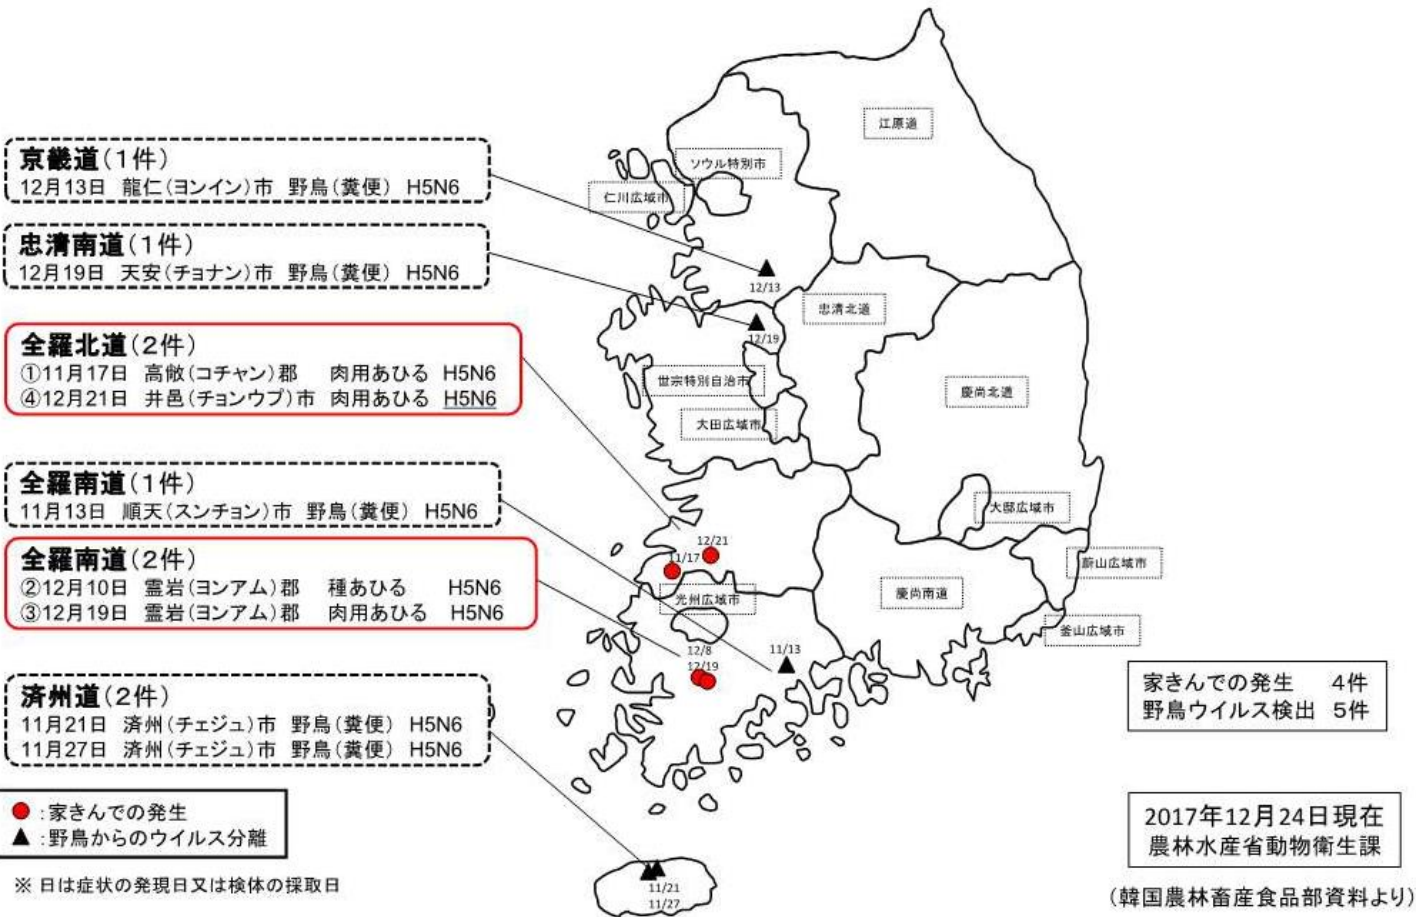 京畿道(1件)
12月13日 龍仁(ヨンイン)市 野鳥(糞便) H5N6
忠清南道(1件)
12月19日 天安(チョナン)市 野鳥(糞便) H5N6
全羅北道(2件)
①11月17日 高敞(コチャン)郡 肉用あひる H5N6
④12月21日 井邑(チョンウプ)市 肉用あひる H5N6
全羅南道(1件)
11月13日 順天(スンチョン)市 野鳥(糞便) H5N6
全羅南道(2件)
②12月10日 霊岩(ヨンアム)郡 種あひる H5N6
③12月19日 霊岩(ヨンアム)郡 肉用あひる H5N6
済州道(2件)
11月21日 済州(チェジュ)市 野鳥(糞便) H5N6
11月27日 済州(チェジュ)市 野鳥(糞便) H5N6
●:家きんでの発生
▲:野鳥からのウイルス分離
※ 日は症状の発現日又は検体の採取日
江原道
ソウル特別市
仁川広域市
12/13
忠清北道
12/19
世宗特別自治市
慶尚北道
大田広域市
大邱広域市
12/21
11/17
蔚山広域市
光州広域市
慶尚南道
釜山広域市
12/8
12/19
11/13
11/21
11/27
家きんでの発生 4件
野鳥ウイルス検出 5件
2017年12月24日現在
農林水産省動物衛生課
(韓国農林畜産食品部資料より)